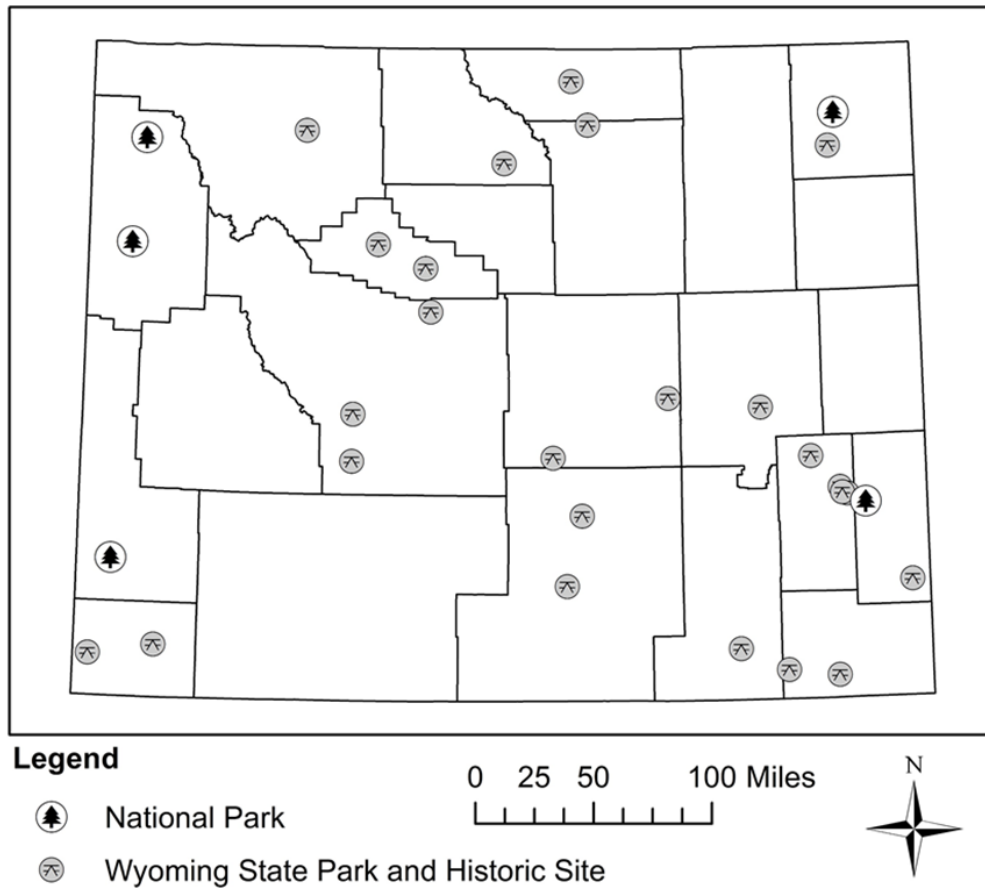 Legend
0 25 50 100 Miles
N
National Park
Wyoming State Park and Historic Site